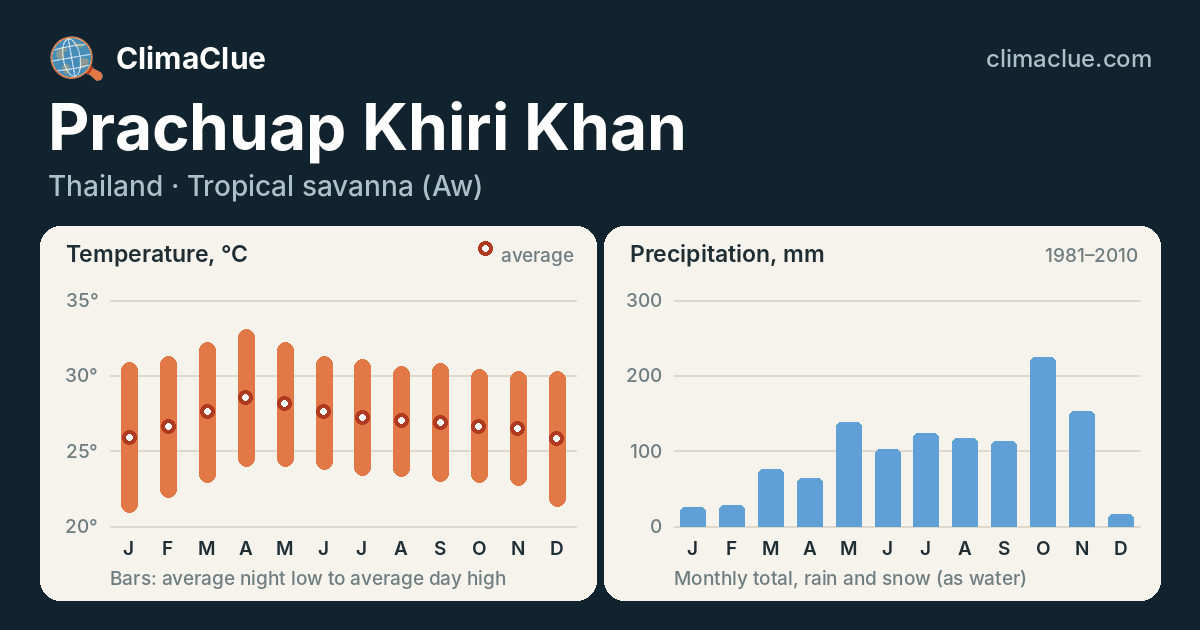 ClimaClue
climaclue.com
Prachuap Khiri Khan
Thailand · Tropical savanna (Aw)
Temperature, °C
average
35°
30°
25°
20°
J F M A M J J A S O N D
Bars: average night low to average day high
Precipitation, mm
1981–2010
300
200
100
0
J F M A M J J A S O N D
Monthly total, rain and snow (as water)